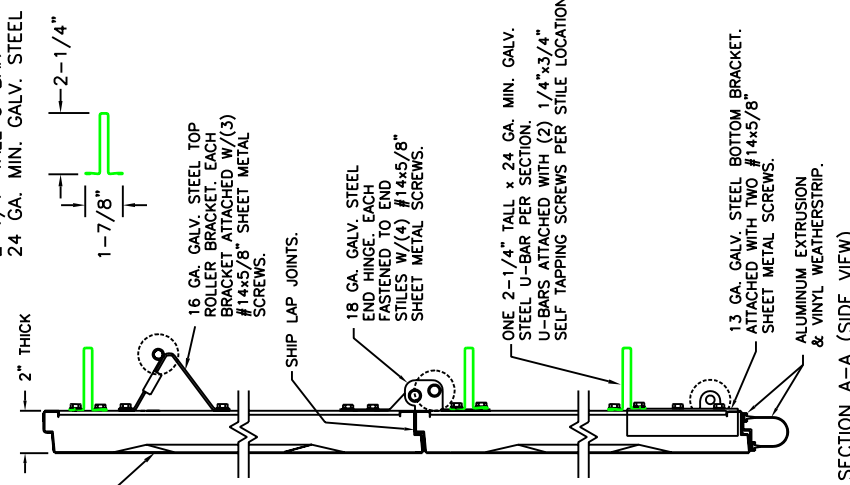 24 GA. MIN. GALV. STEEL
2-1/4"
1-7/8"
2" THICK
16 GA. GALV. STEEL TOP
ROLLER BRACKET. EACH
BRACKET ATTACHED W/(3)
#14x5/8" SHEET METAL
SCREWS.
SHIP LAP JOINTS.
18 GA. GALV. STEEL
END HINGE. EACH
FASTENED TO END
STILES W/(4) #14x5/8"
SHEET METAL SCREWS.
ONE 2-1/4" TALL x 24 GA. MIN. GALV.
STEEL U-BAR PER SECTION.
U-BARS ATTACHED WITH (2) 1/4"x3/4"
SELF TAPPING SCREWS PER STILE LOCATION
13 GA. GALV. STEEL BOTTOM BRACKET.
ATTACHED WITH TWO #14x5/8"
SHEET METAL SCREWS.
ALUMINUM EXTRUSION
& VINYL WEATHERSTRIP.
SECTION A-A (SIDE VIEW)